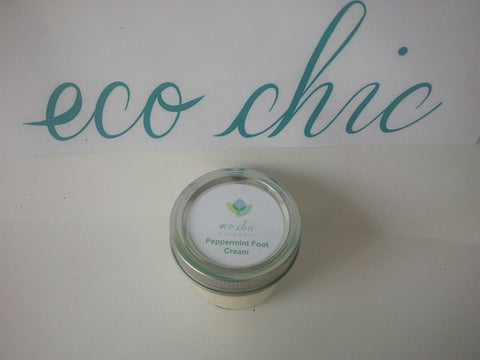 eco chic
eco chic
Peppermint Foot
Cream